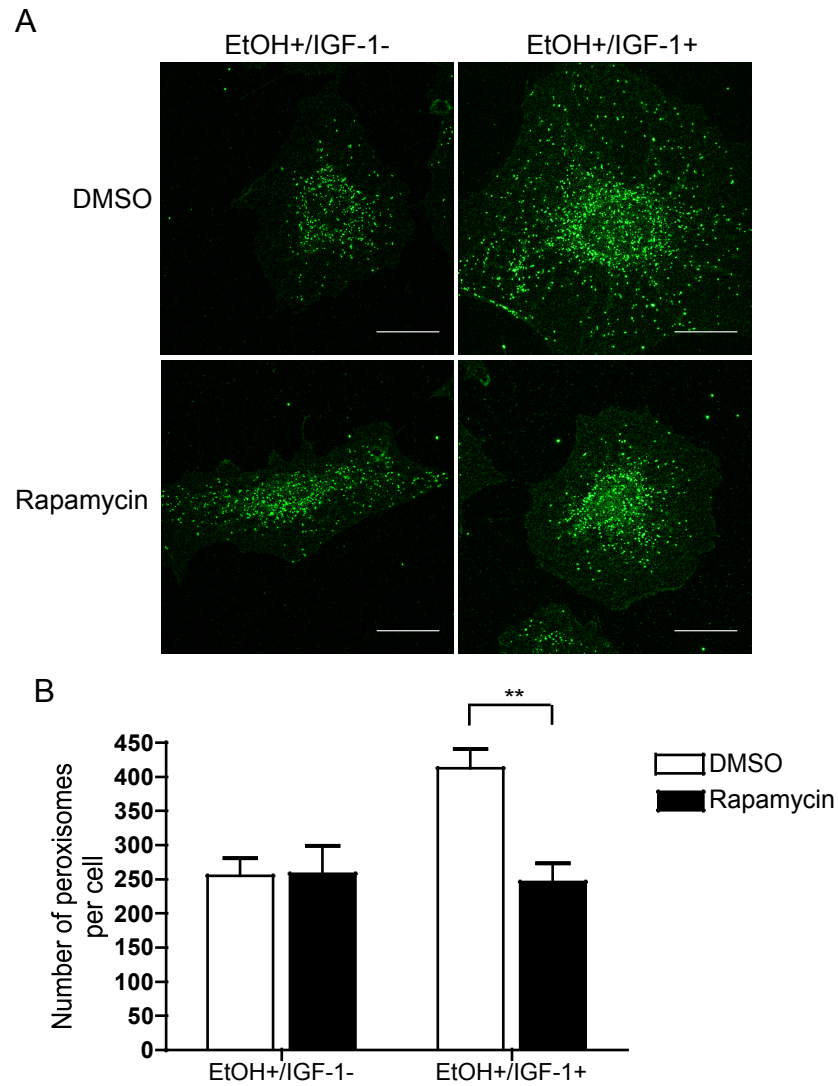 A
EtOH+/IGF-1-
EtOH+/IGF-1+
DMSO
Rapamycin
B
**
Number of peroxisomes
per cell
450
400
350
300
250
200
150
100
50
0
EtOH+/IGF-1-
EtOH+/IGF-1+
DMSO
Rapamycin